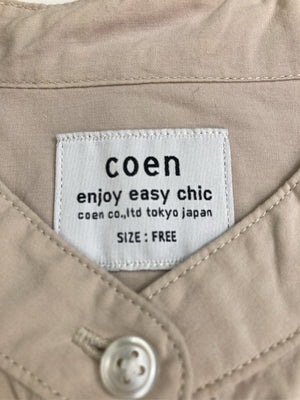 coen
enjoy easy chic
coen co.,ltd tokyo japan
SIZE : FREE